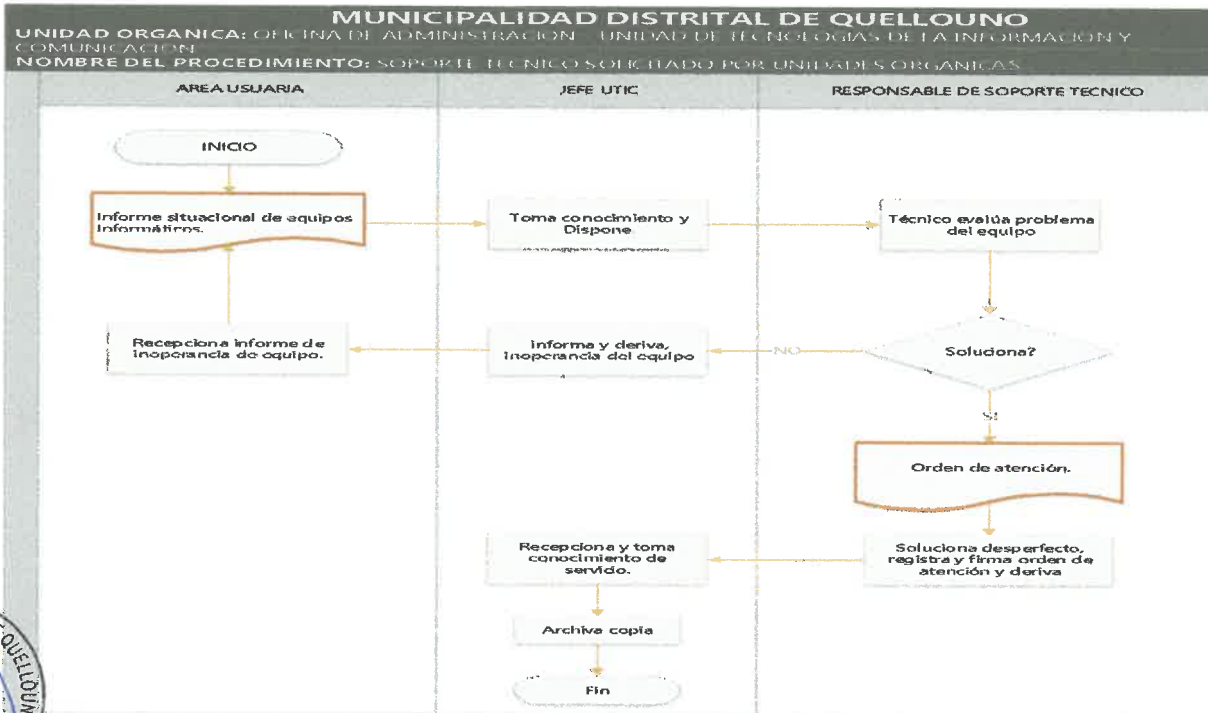 MUNICIPALIDAD DISTRITAL DE QUELLOUNO
UNIDAD ORGANICA: OFICINA DE ADMINISTRACION - UNIDAD DE TECNOLOGIAS DE LA INFORMACION Y
COMUNICACION
NOMBRE DEL PROCEDIMIENTO: SOPORTE TECNICO SOLICITADO POR UNIDADES ORGANICAS
AREA USUARIA
JEFE UTIC
RESPONSABLE DE SOPORTE TECNICO
INICIO
Informe situacional de equipos
Informáticos.
Toma conocimiento y
Dispone
Técnico evalúa problema
del equipo
Recepciona informe de
inoperancia de equipo.
Informa y deriva,
Inoperancia del equipo
NO
Soluciona?
SI
Orden de atención.
Recepciona y toma
conocimiento de
servicio.
Soluciona desperfecto,
registra y firma orden de
atención y deriva
Archiva copia
Fin
QUELLOUN